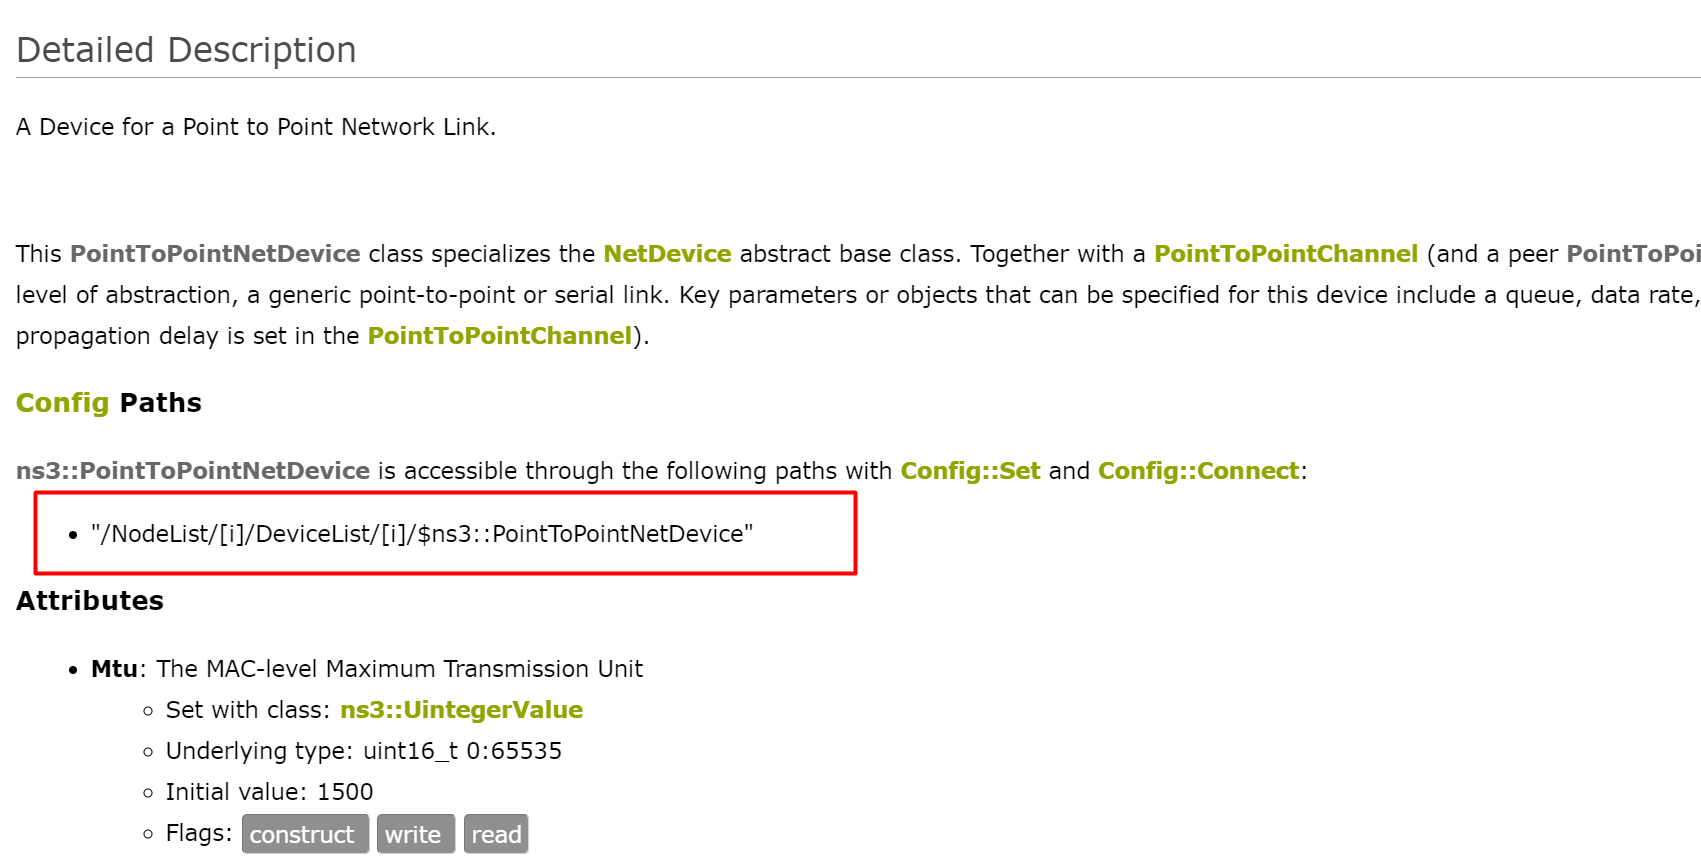 Detailed Description
A Device for a Point to Point Network Link.
This PointToPointNetDevice class specializes the NetDevice abstract base class. Together with a PointToPointChannel (and a peer PointToPoi
level of abstraction, a generic point-to-point or serial link. Key parameters or objects that can be specified for this device include a queue, data rate,
propagation delay is set in the PointToPointChannel).
Config Paths
ns3::PointToPointNetDevice is accessible through the following paths with Config::Set and Config::Connect:
• "/NodeList/[i]/DeviceList/[i]/$ns3::PointToPointNetDevice"
Attributes
• Mtu: The MAC-level Maximum Transmission Unit
◦ Set with class: ns3::UintegerValue
◦ Underlying type: uint16_t 0:65535
◦ Initial value: 1500
◦ Flags: construct write read